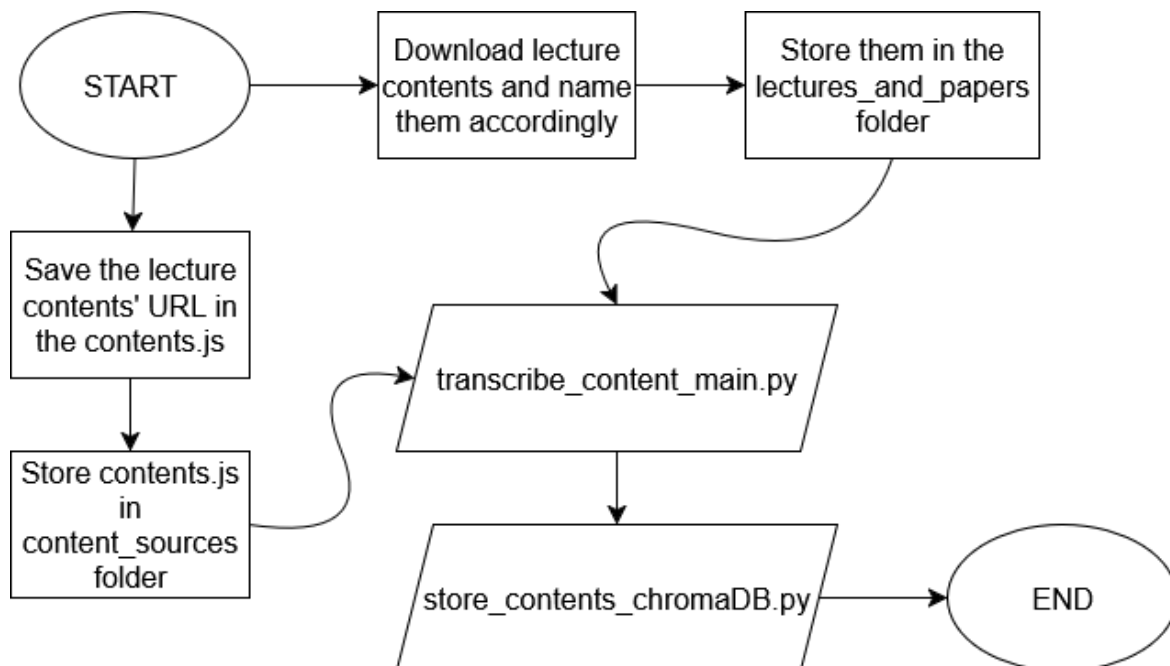 START
Download lecture
contents and name
them accordingly
Store them in the
lectures_and_papers
folder
Save the lecture
contents' URL in
the contents.js
Store contents.js
in
content_sources
folder
transcribe_content_main.py
store_contents_chromaDB.py
END